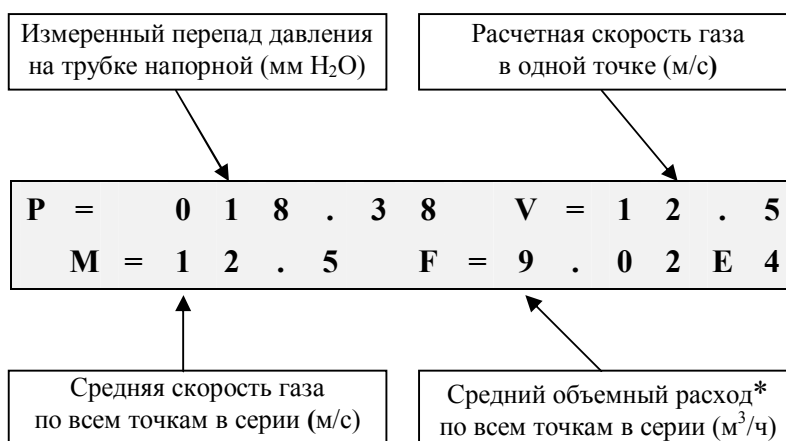 Измеренный перепад давления
на трубке напорной (мм H₂O)
Расчетная скорость газа
в одной точке (м/с)
P = 018.38 V = 12.5
M = 12.5 F = 9.02E4
Средняя скорость газа
по всем точкам в серии (м/с)
Средний объемный расход*
по всем точкам в серии (м³/ч)